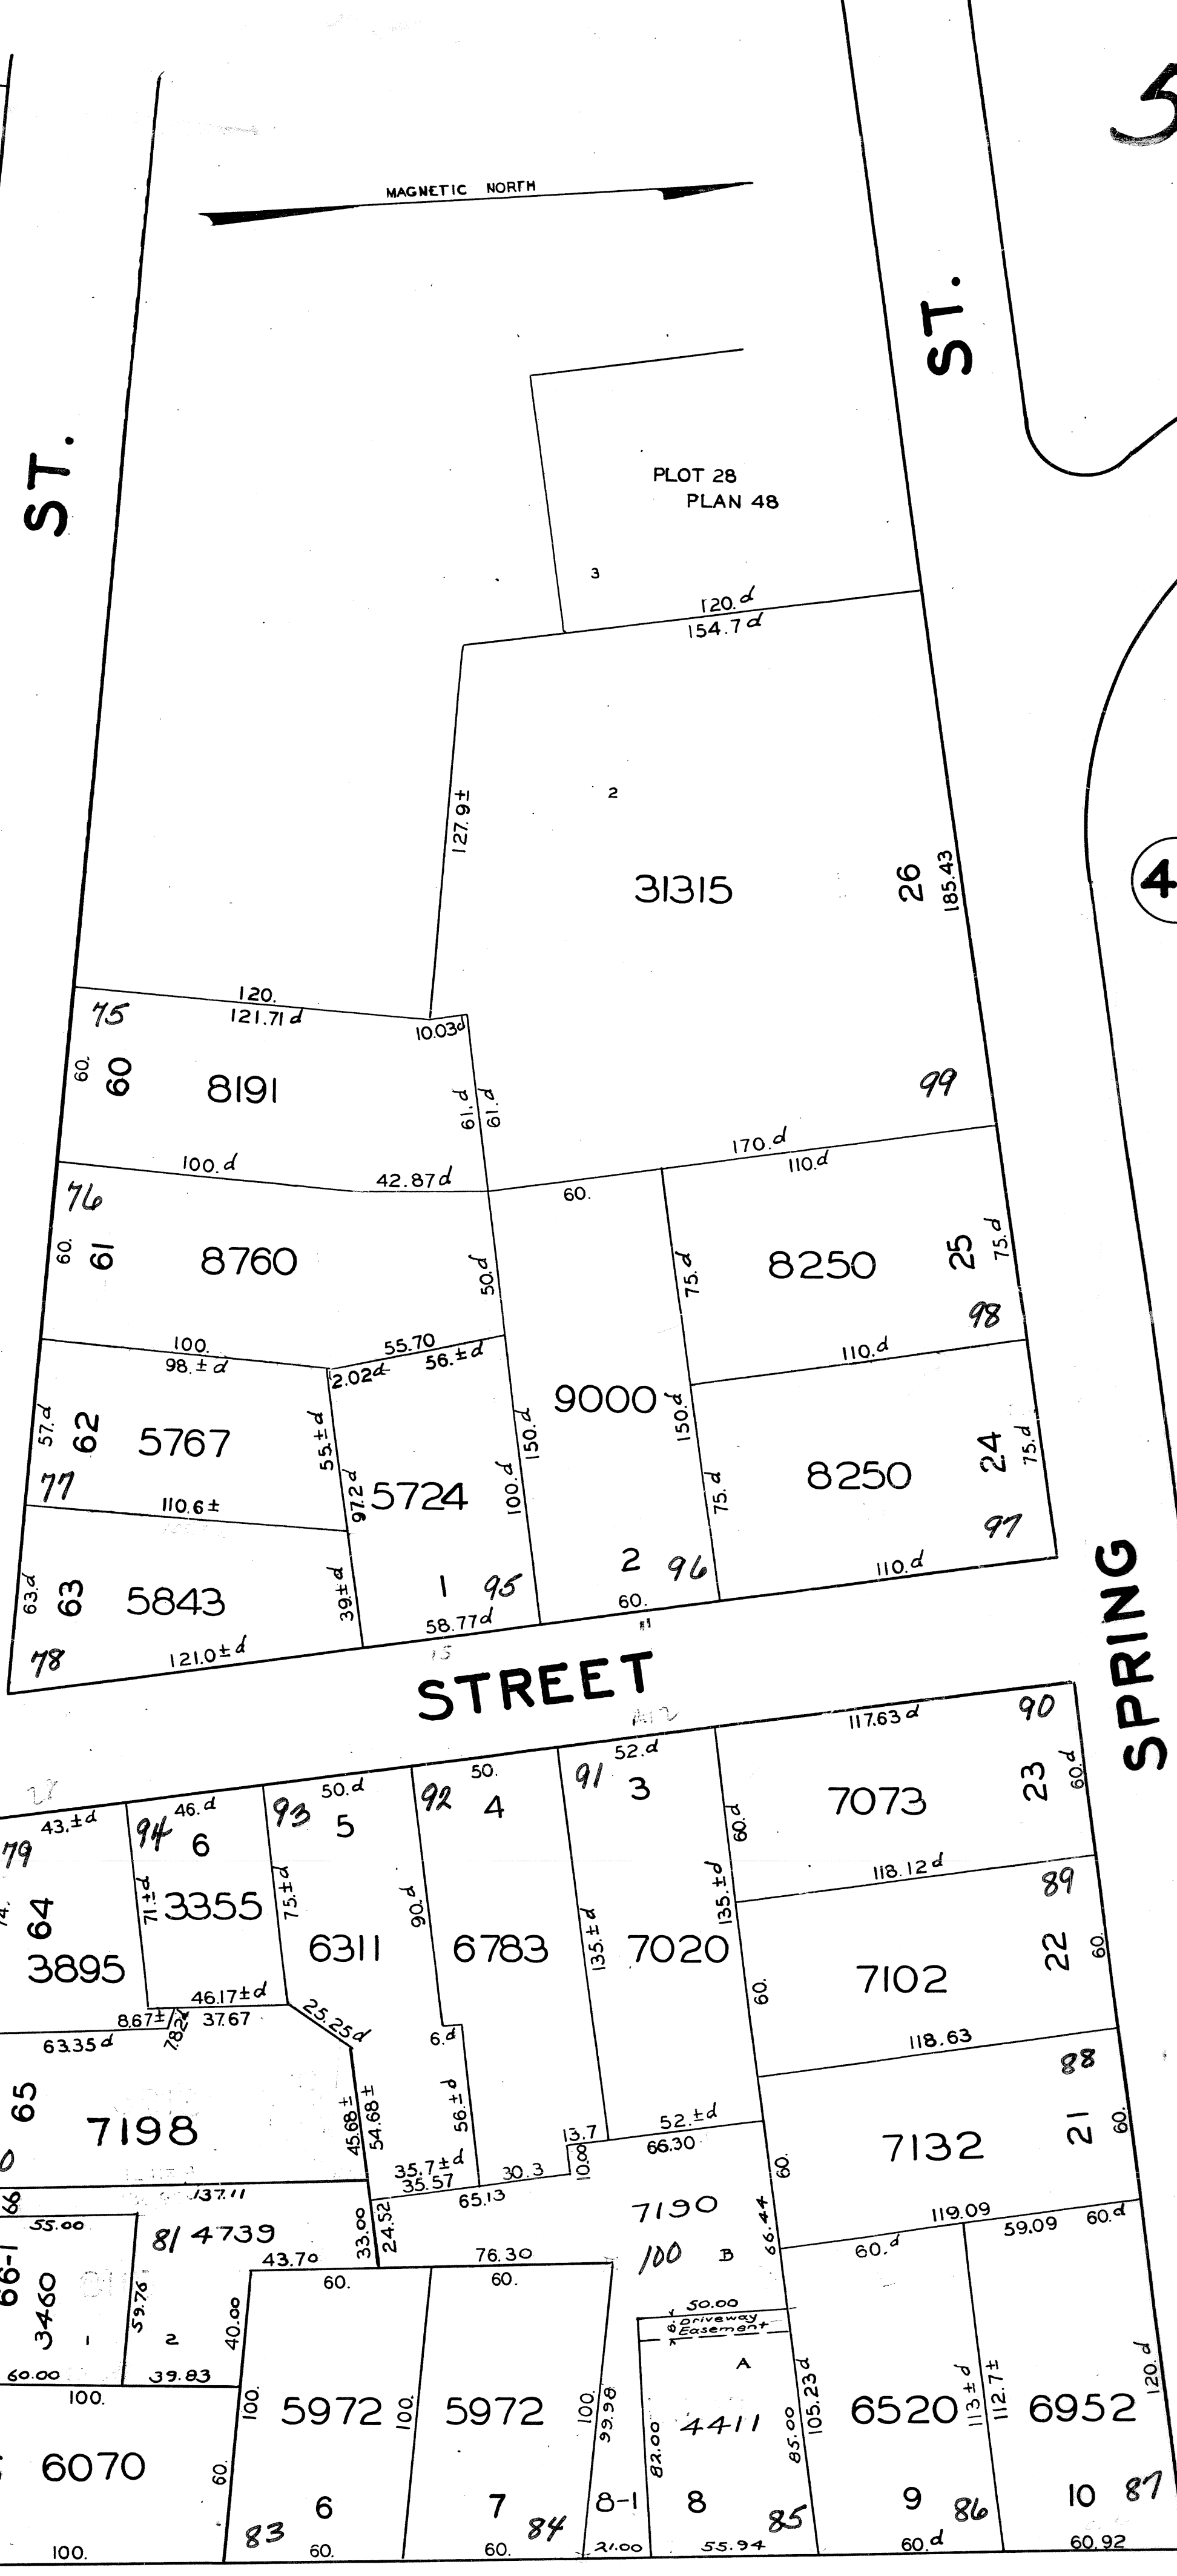 5
MAGNETIC NORTH
ST.
ST.
PLOT 28
PLAN 48
3
120.d
154.7d
127.9±
2
31315
26
185.43
4
120.
121.71d
10.03d
75
60.
60
8191
61.d
61.d
99
100.d
42.87d
170.d
110.d
60.
76
60.
61
8760
50.d
75.d
8250
25
75.d
98
100.
98.±d
55.70
56.±d
2.02d
110.d
57.d
62
5767
55±d
9000
150.d
150.d
77
110.6±
97.2d
5724
100.d
75.d
8250
24
75.d
97
63.d
63
5843
39±d
1
95
58.77d
2
96
60.
110.d
78
121.0±d
15
STREET
SPRING
A12
28
117.63d
90
43.±d
46.d
50.d
50.
52.d
79
94
6
93
5
92
4
91
3
7073
23
60.d
60.d
74.
64
71±d
3355
75.±d
90.d
135.±d
135.±d
118.12d
89
3895
6311
6783
7020
7102
22
60.
60.
46.17±d
37.67
8.67±
7.82d
25.25d
6.d
118.63
88
63.35d
65
7198
45.68±
54.68±
56.±d
13.7
10.00
52.±d
66.30
60.
7132
21
60.
35.7±d
35.57
30.3
65.13
137.11
66
55.00
81
4739
33.00
24.52
7190
100
B
66.44
119.09
59.09
60.d
60.d
43.70
76.30
60.
60.
66-1
3460
1
59.76
2
40.00
50.00
8.
Driveway
Easement
A
60.00
39.83
100.
100.
5972
100.
5972
100.
99.98
82.00
4411
85.00
105.23d
6520
113±d
112.7±
6952
120.d
6070
60.
6
7
8-1
8
9
10
83
84
85
86
87
100.
60.
60.
21.00
55.94
60.d
60.92